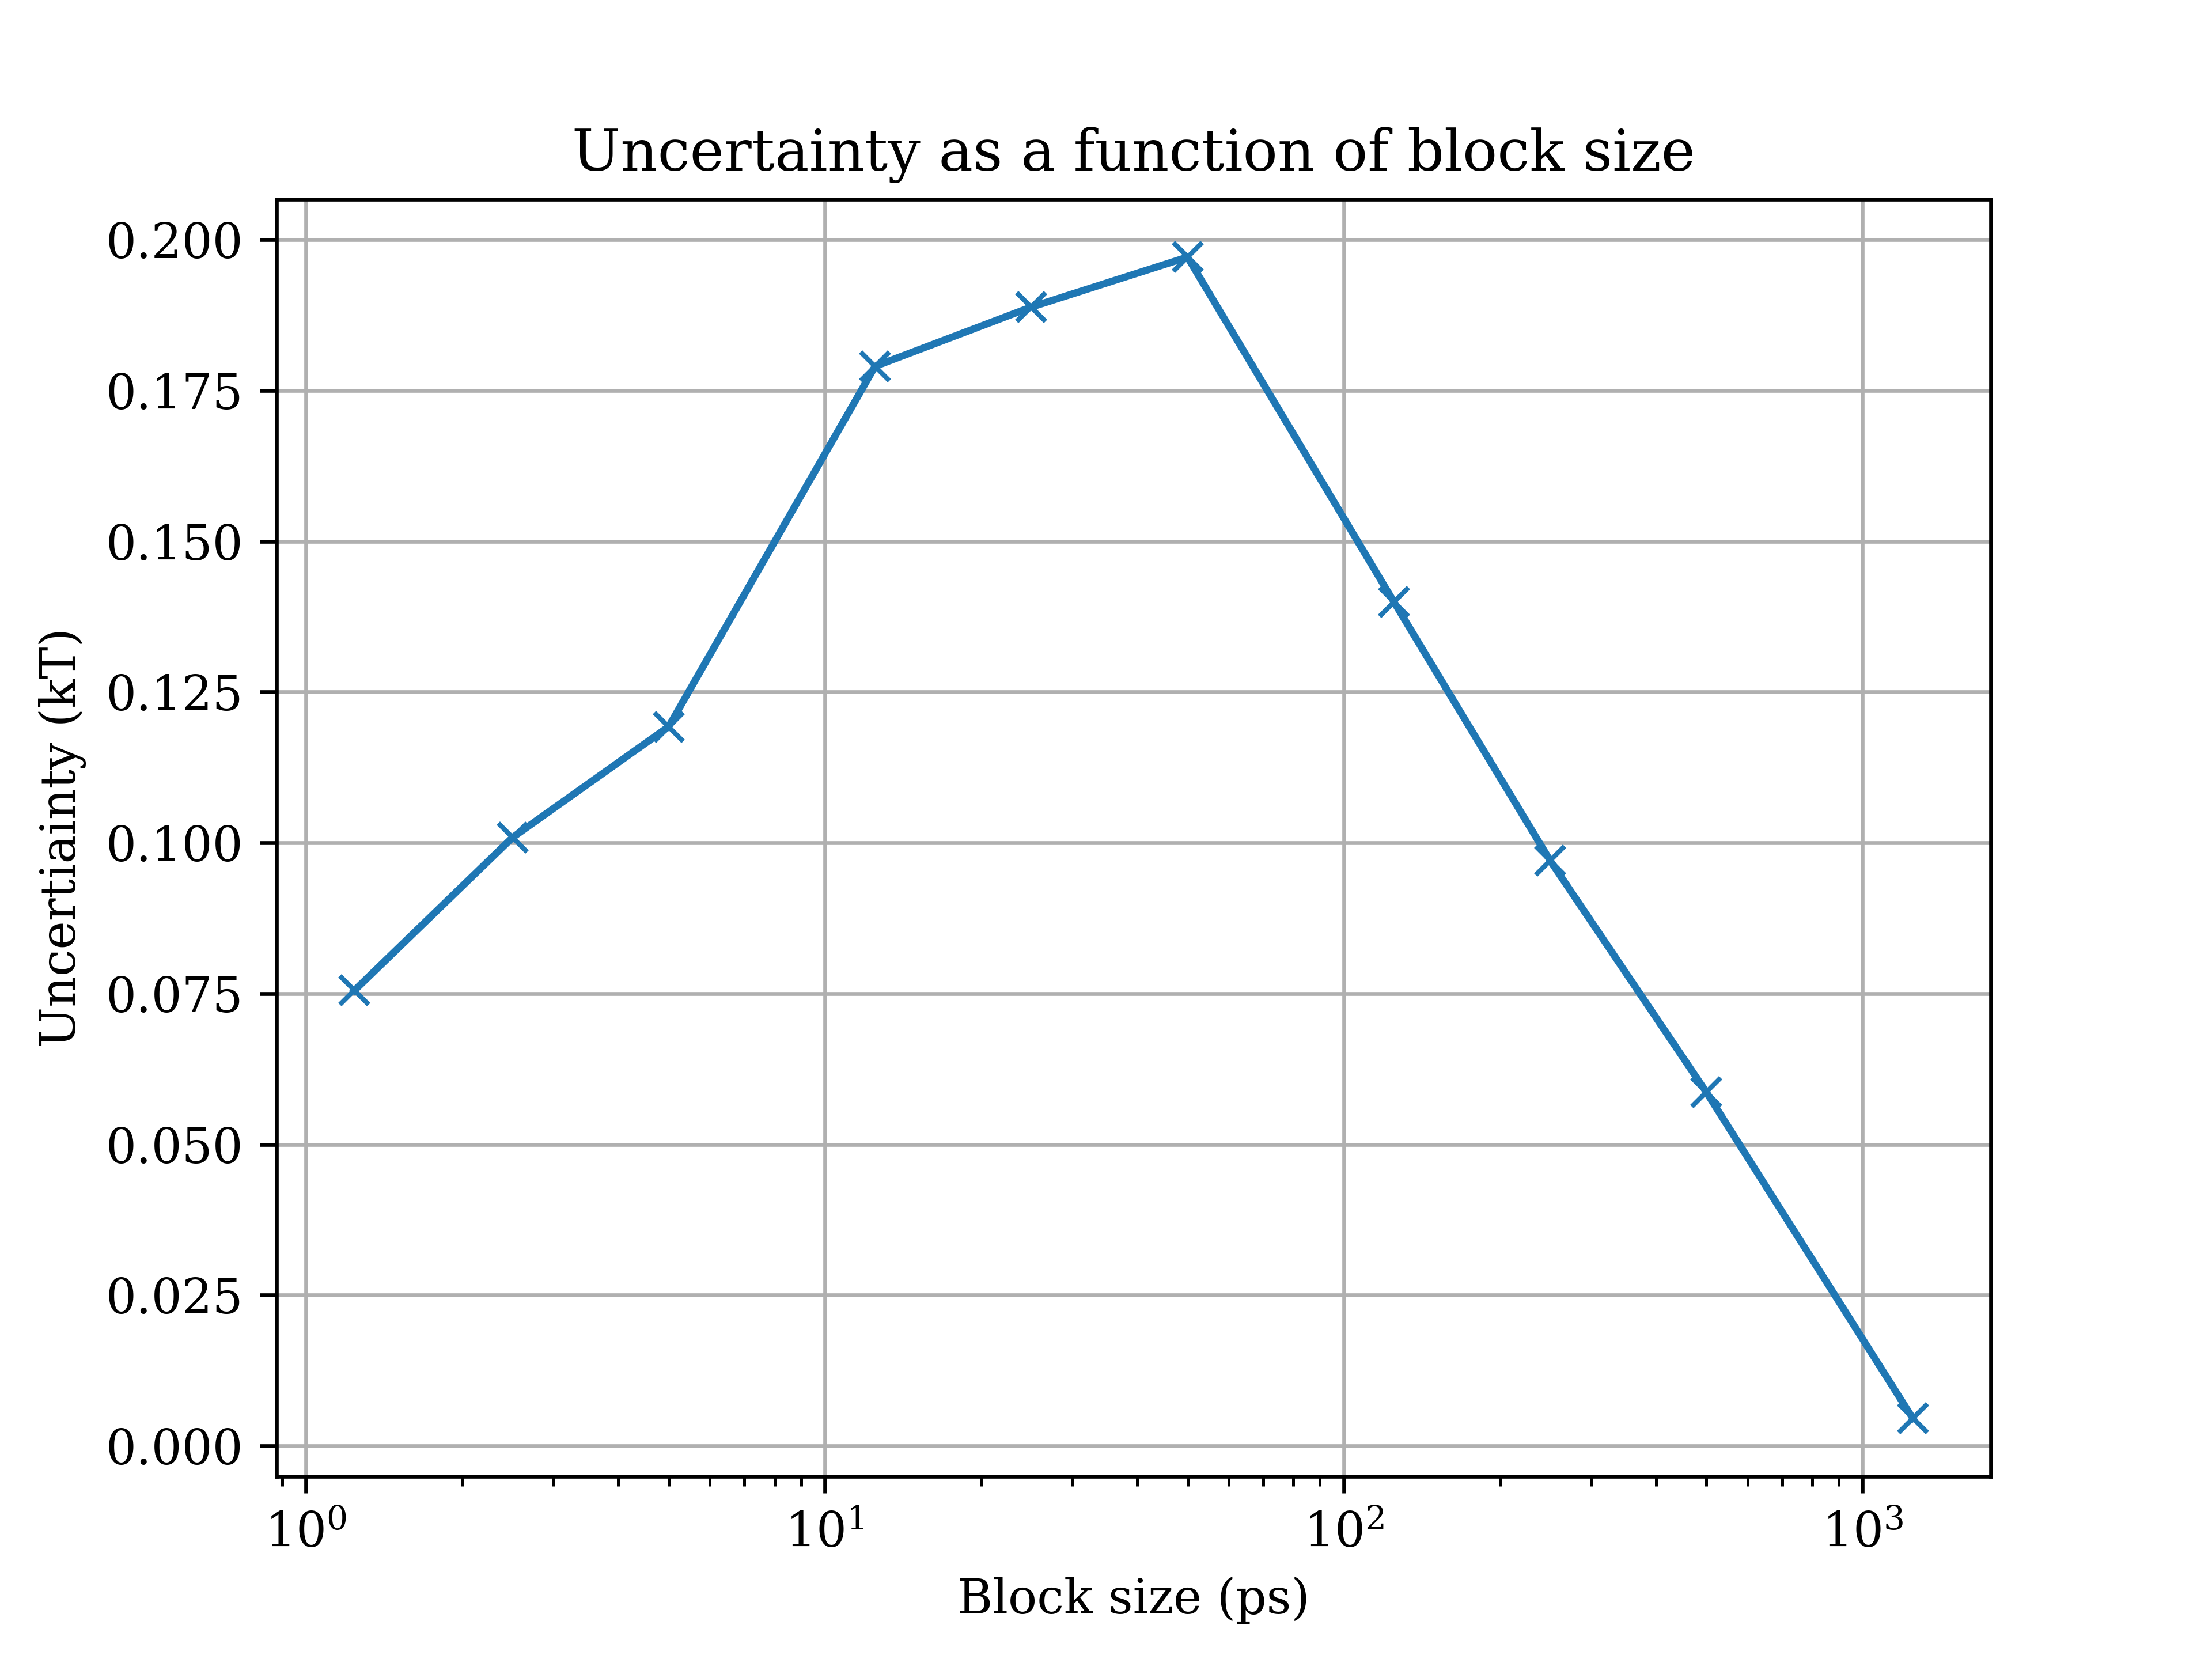 Uncertainty as a function of block size
0.200
0.175
0.150
0.125
0.100
0.075
0.050
0.025
0.000
Uncertiainty (kT)
10⁰ 10¹ 10² 10³
Block size (ps)